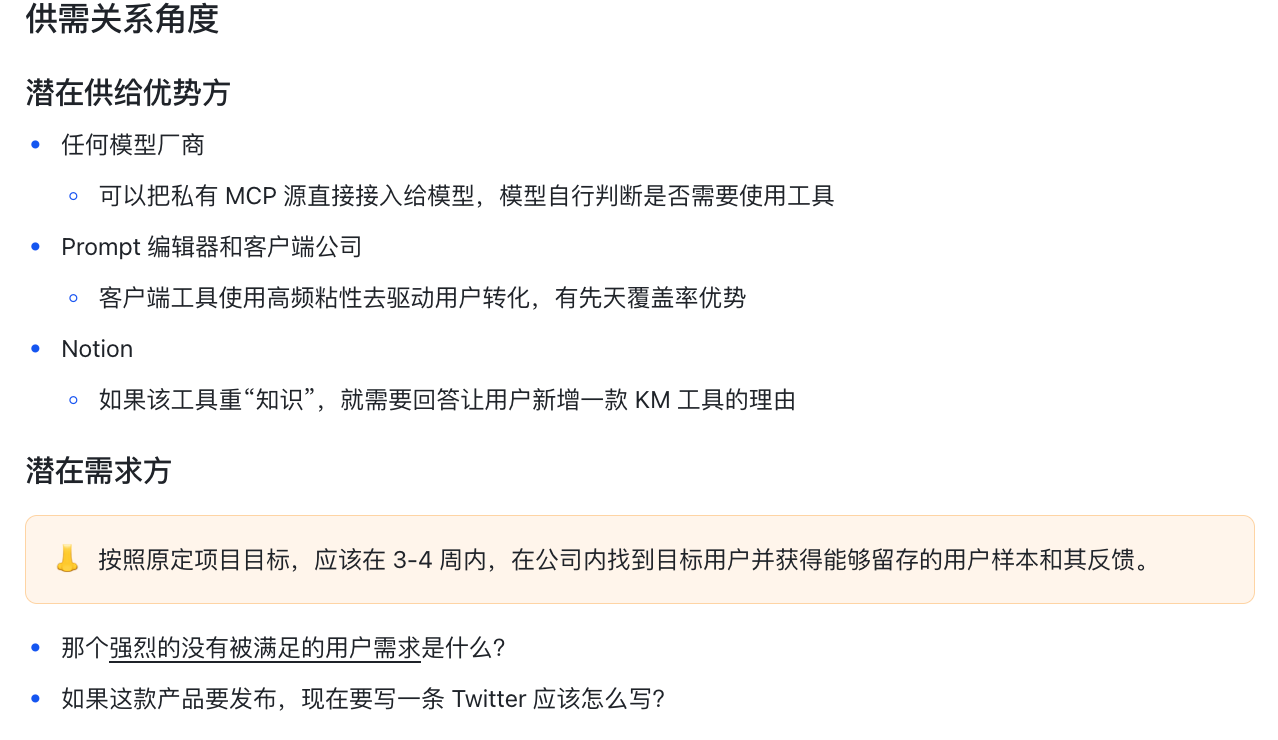 供需关系角度
潜在供给优势方
任何模型厂商
可以把私有 MCP 源直接接入给模型，模型自行判断是否需要使用工具
Prompt 编辑器和客户端公司
客户端工具使用高频粘性去驱动用户转化，有先天覆盖率优势
Notion
如果该工具重“知识”，就需要回答让用户新增一款 KM 工具的理由
潜在需求方
按照原定项目目标，应该在 3-4 周内，在公司内找到目标用户并获得能够留存的用户样本和其反馈。
那个强烈的没有被满足的用户需求是什么？
如果这款产品要发布，现在要写一条 Twitter 应该怎么写？